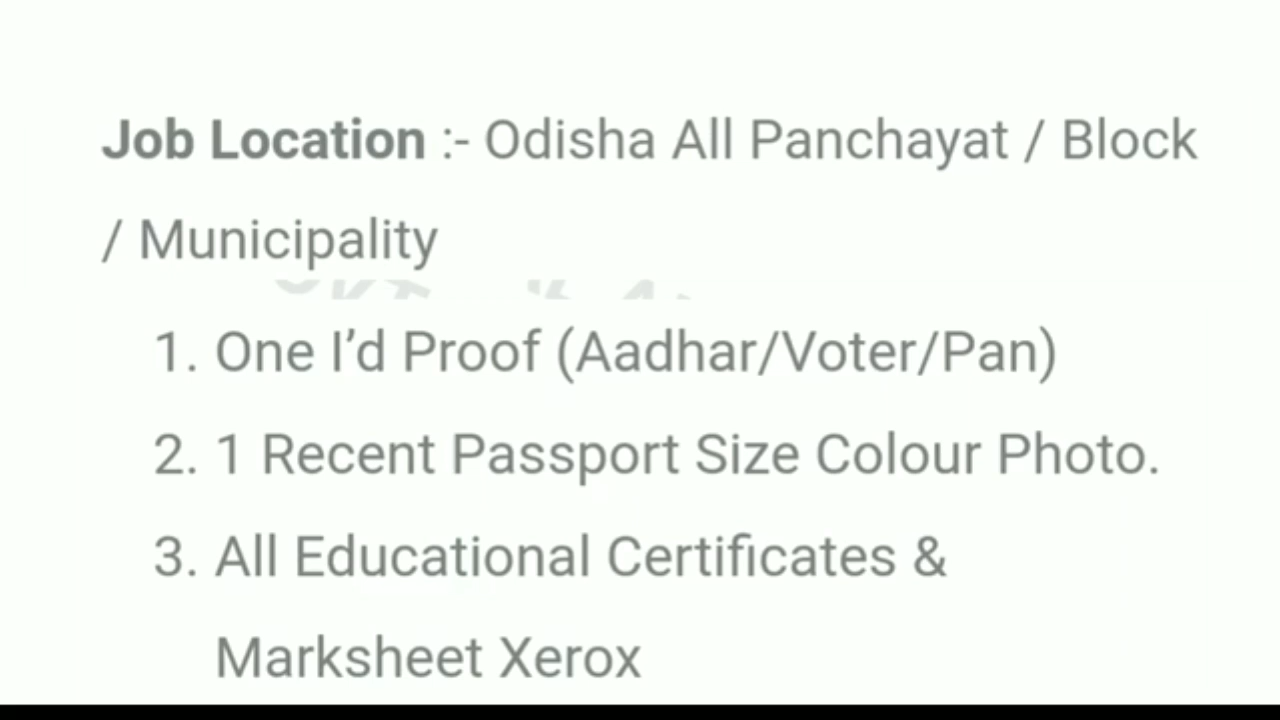 Job Location :- Odisha All Panchayat / Block
/ Municipality
1. One I’d Proof (Aadhar/Voter/Pan)
2. 1 Recent Passport Size Colour Photo.
3. All Educational Certificates &
Marksheet Xerox